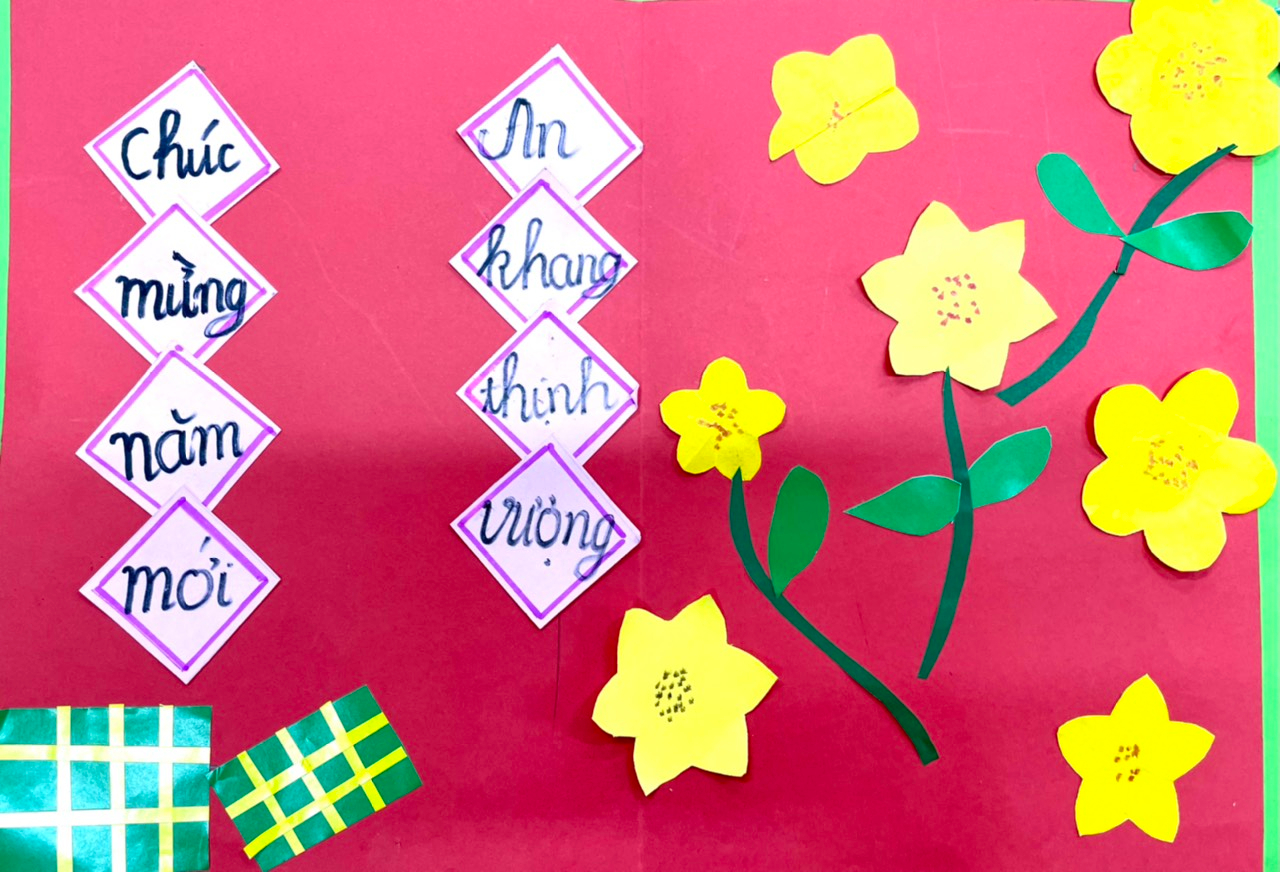 Chúc
mừng
năm
mới
An
khang
thịnh
vượng